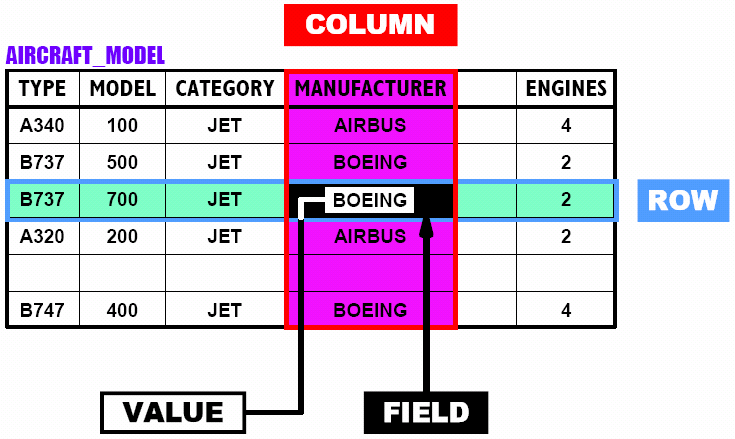 COLUMN
AIRCRAFT_MODEL
TYPE MODEL CATEGORY MANUFACTURER ENGINES
A340 100 JET AIRBUS 4
B737 500 JET BOEING 2
B737 700 JET BOEING 2
ROW
A320 200 JET AIRBUS 2
B747 400 JET BOEING 4
VALUE
FIELD